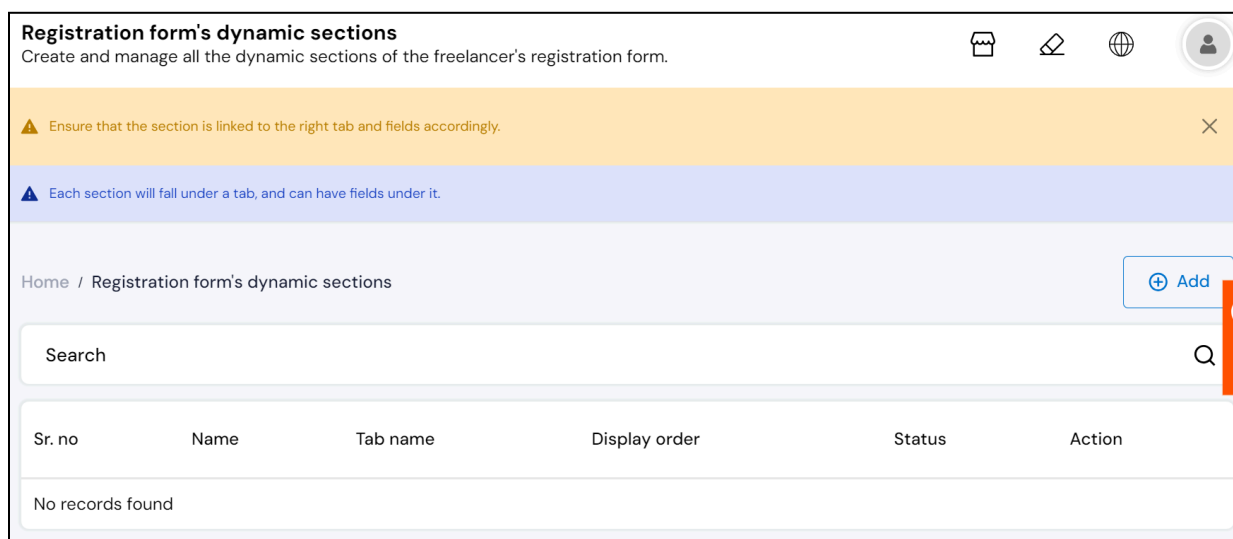 Registration form's dynamic sections
Create and manage all the dynamic sections of the freelancer's registration form.
Ensure that the section is linked to the right tab and fields accordingly.
Each section will fall under a tab, and can have fields under it.
Home / Registration form's dynamic sections
Add
Search
Sr. no Name Tab name Display order Status Action
No records found